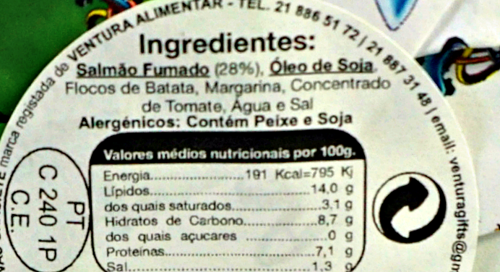 marca registada de VENTURA ALIMENTAR - TEL. 21 886 51 72 | 21 887 31 48 | email: venturagifts@
Ingredientes:
Salmão Fumado (28%), Óleo de Soja,
Flocos de Batata, Margarina, Concentrado
de Tomate, Água e Sal
Alergénicos: Contém Peixe e Soja
Valores médios nutricionais por 100g.
Energia....................191 Kcal=795 Kj
Lípidos.................................14,0 g
dos quais saturados................3,1 g
Hidratos de Carbono..............8,7 g
dos quais açucares ..............0 g
Proteínas..............................7,1 g
Sal.......................................1,3 g
PT
C 240 1P
C.E.